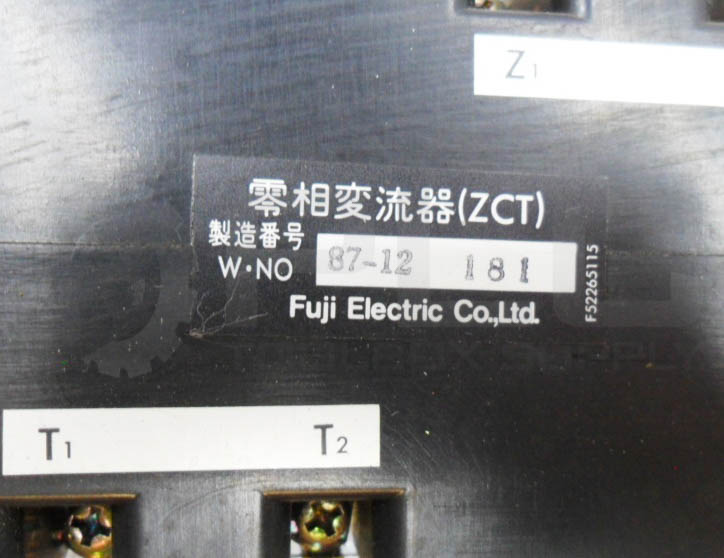 Z1
零相変流器(ZCT)
製造番号
W・NO 87-12 181
Fuji Electric Co.,Ltd.
F52265115
T1 T2